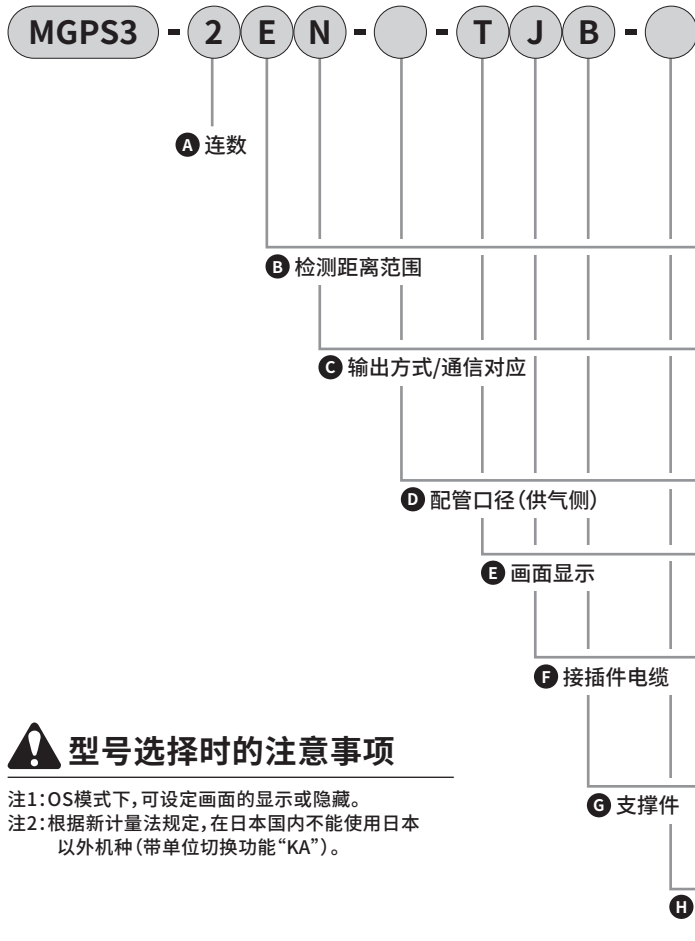 MGPS3 - 2 E N - - T J B -
A 连数
B 检测距离范围
C 输出方式/通信对应
D 配管口径(供气侧)
E 画面显示
F 接插件电缆
G 支撑件
H
型号选择时的注意事项
注1:OS模式下,可设定画面的显示或隐藏。
注2:根据新计量法规定,在日本国内不能使用日本
以外机种(带单位切换功能“KA”)。